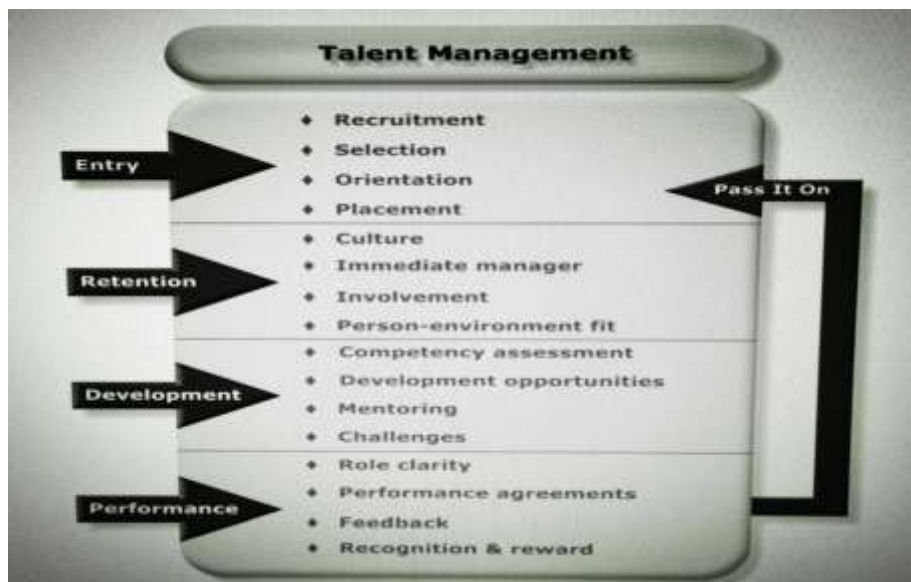 Talent Management
Entry
◆ Recruitment
◆ Selection
◆ Orientation
◆ Placement
Pass It On
Retention
◆ Culture
◆ Immediate manager
◆ Involvement
◆ Person-environment fit
Development
◆ Competency assessment
◆ Development opportunities
◆ Mentoring
◆ Challenges
Performance
◆ Role clarity
◆ Performance agreements
◆ Feedback
◆ Recognition & reward